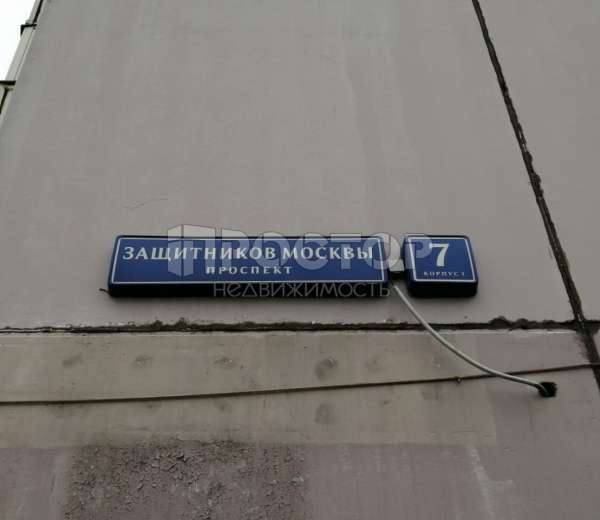 ЗАЩИТНИКОВ МОСКВЫ
ПРОСПЕКТ
7
КОРПУС 1
ПРОСТОР
НЕДВИЖИМОСТЬ